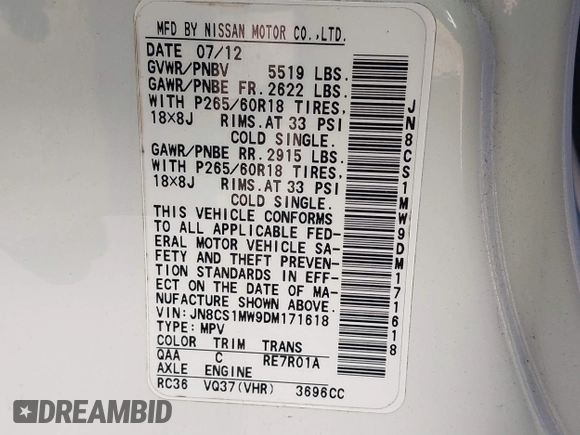 MFD BY NISSAN MOTOR CO.,LTD.
DATE 07/12
GVWR/PNBV 5519 LBS.
GAWR/PNBE FR.2622 LBS.
WITH P265/60R18 TIRES,
18×8J RIMS.AT 33 PSI
COLD SINGLE.
GAWR/PNBE RR.2915 LBS.
WITH P265/60R18 TIRES,
18×8J RIMS.AT 33 PSI
COLD SINGLE.
THIS VEHICLE CONFORMS
TO ALL APPLICABLE FED-
ERAL MOTOR VEHICLE SA-
FETY AND THEFT PREVEN-
TION STANDARDS IN EFF-
ECT ON THE DATE OF MA-
NUFACTURE SHOWN ABOVE.
VIN:JN8CS1MW9DM171618
TYPE:MPV
COLOR TRIM TRANS
QAA C RE7R01A
AXLE ENGINE
RC36 VQ37(VHR) 3696CC
JN8CS1MW9DM171618
DREAMBID